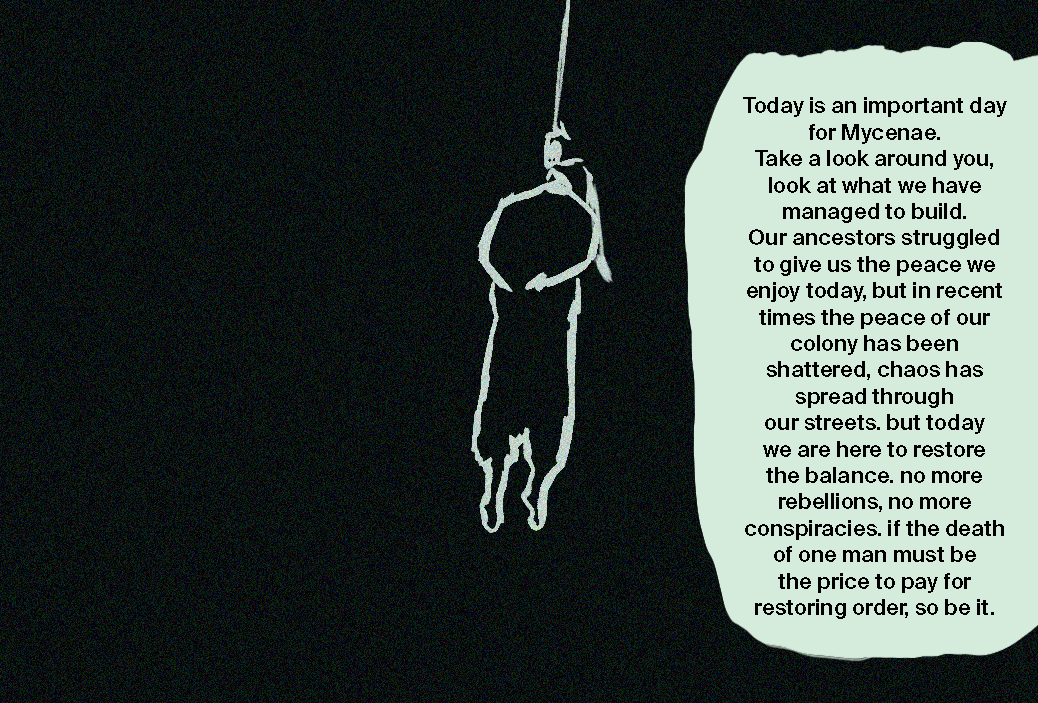 Today is an important day
for Mycenae.
Take a look around you,
look at what we have
managed to build.
Our ancestors struggled
to give us the peace we
enjoy today, but in recent
times the peace of our
colony has been
shattered, chaos has
spread through
our streets. but today
we are here to restore
the balance. no more
rebellions, no more
conspiracies. if the death
of one man must be
the price to pay for
restoring order, so be it.